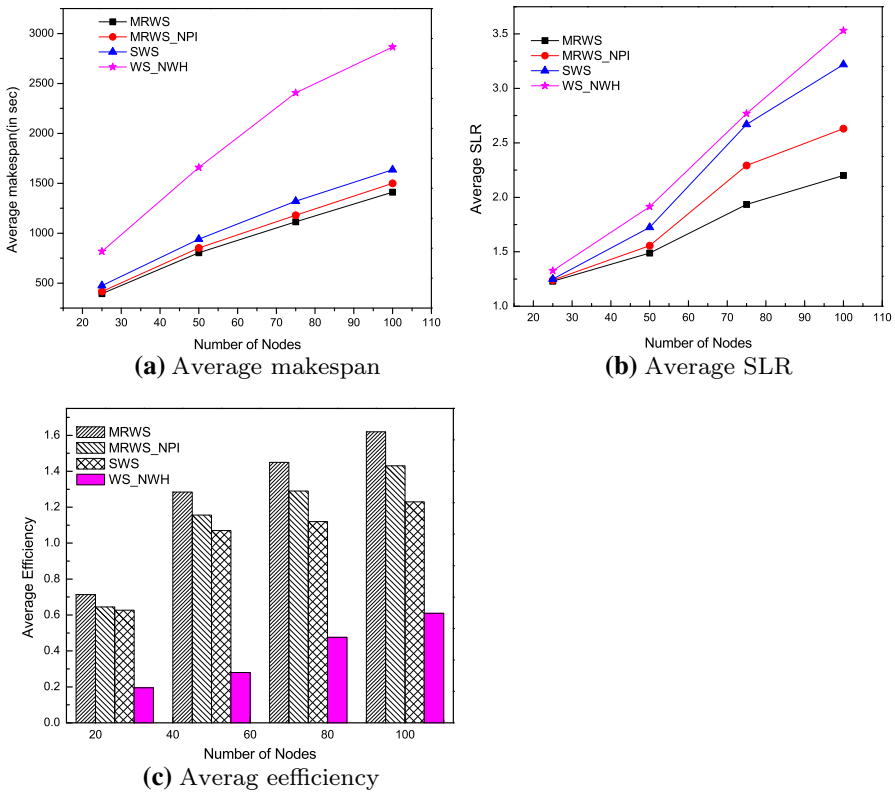 MRWS
MRWS_NPI
SWS
WS_NWH
3000
2500
2000
1500
1000
500
Average makespan(in sec)
20 30 40 50 60 70 80 90 100 110
Number of Nodes
(a) Average makespan
MRWS
MRWS_NPI
SWS
WS_NWH
3.5
3.0
2.5
2.0
1.5
1.0
Average SLR
20 30 40 50 60 70 80 90 100 110
Number of Nodes
(b) Average SLR
MRWS
MRWS_NPI
SWS
WS_NWH
1.6
1.4
1.2
1.0
0.8
0.6
0.4
0.2
0.0
Average Efficiency
20 40 60 80 100
Number of Nodes
(c) Averag eefficiency